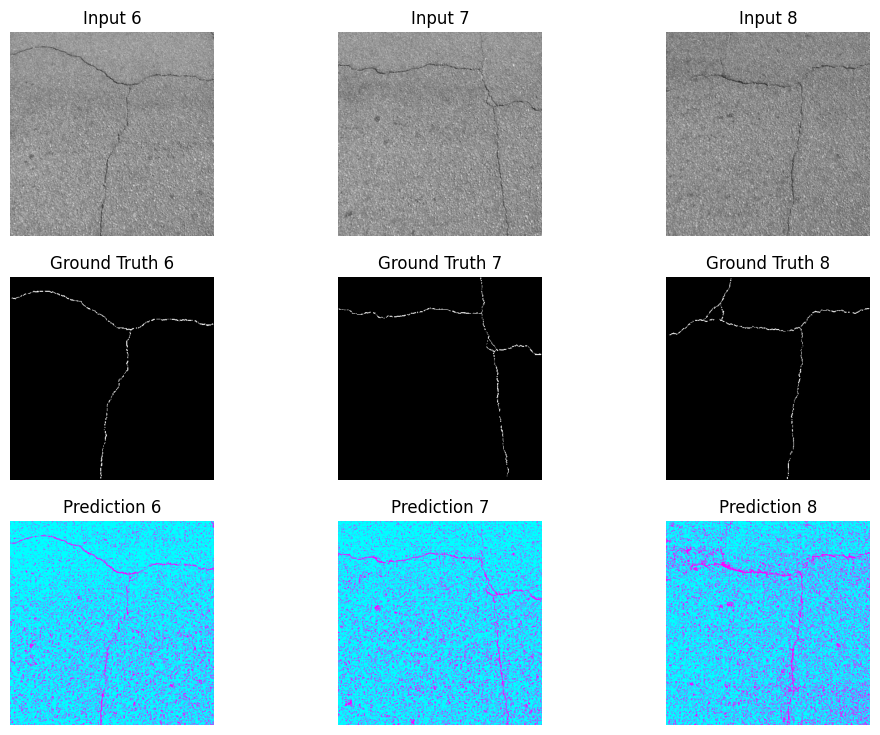 Input 6
Input 7
Input 8
Ground Truth 6
Ground Truth 7
Ground Truth 8
Prediction 6
Prediction 7
Prediction 8